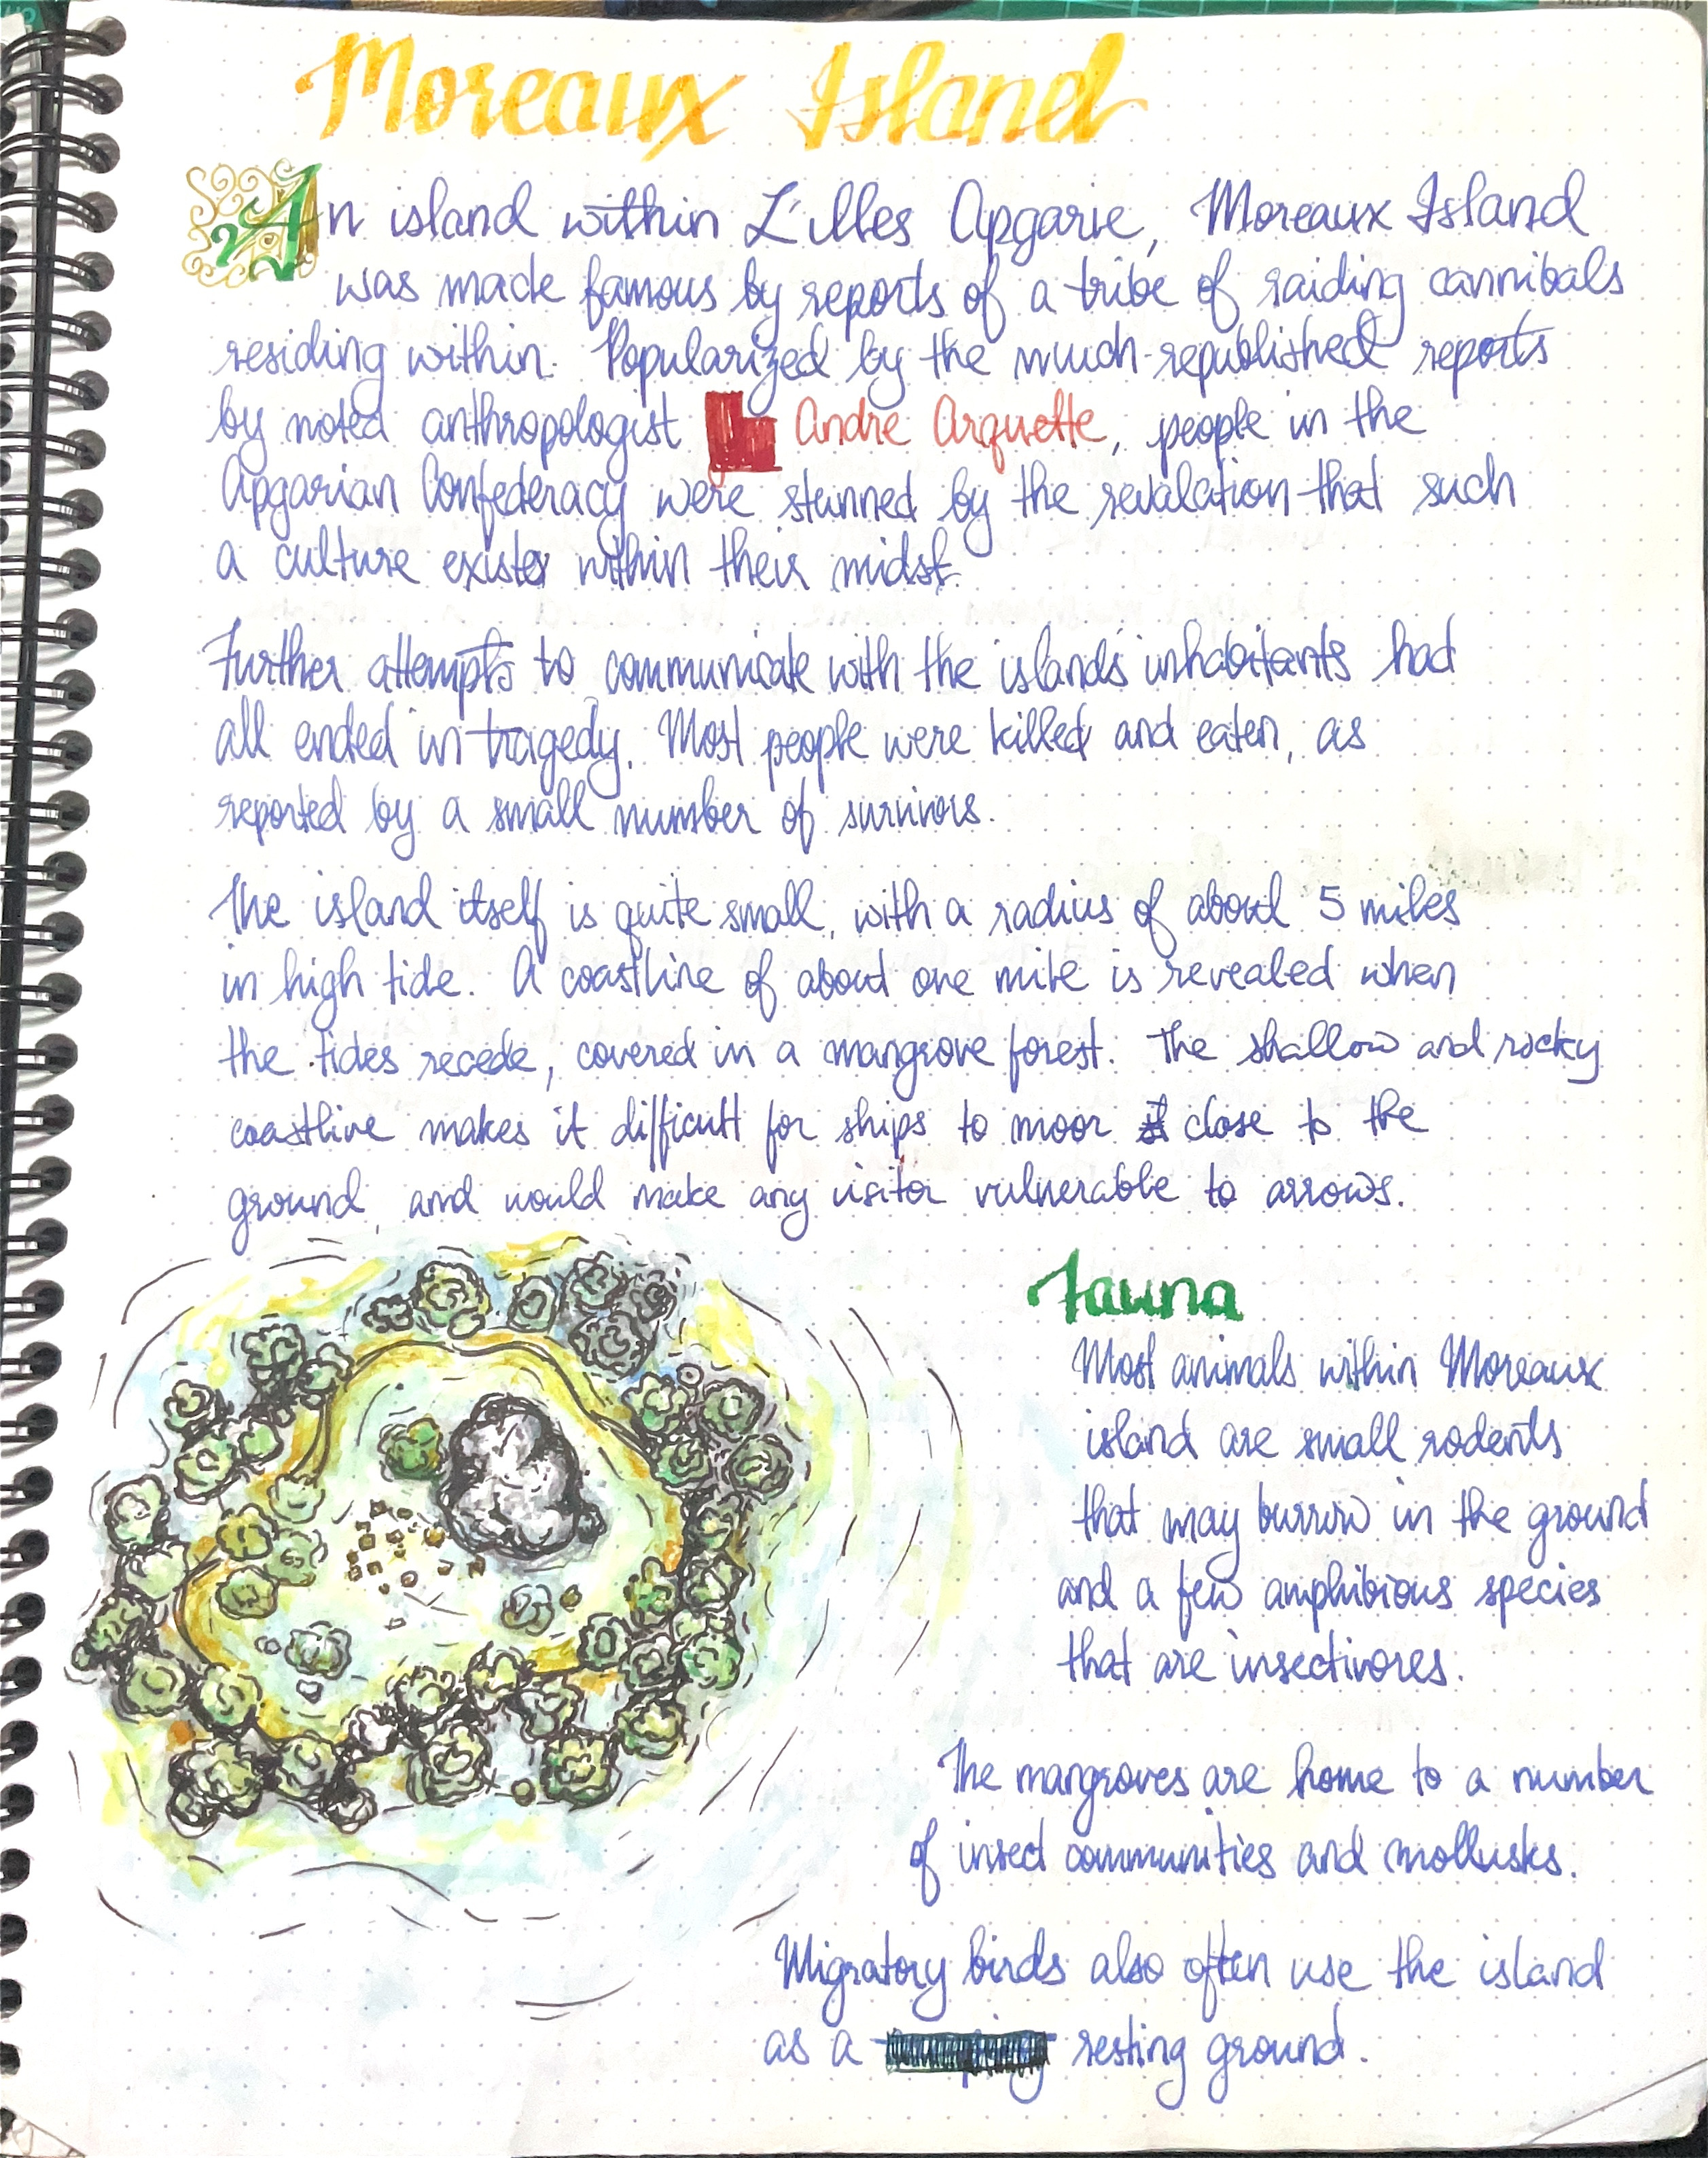 Moreaux Island
An island within L'Illes Apgarie, Moreaux Island
was made famous by reports of a tribe of raiding cannibals
residing within. Popularized by the much-republished reports
by noted anthropologist Andre Arquette, people in the
Apgarian Confederacy were stunned by the revalation that such
a culture exists within their midst.
Further attempts to communicate with the island's inhabitants had
all ended in tragedy. Most people were killed and eaten, as
reported by a small number of survivors.
The island itself is quite small, with a radius of about 5 miles
in high tide. A coastline of about one mile is revealed when
the tides recede, covered in a mangrove forest. The shallow and rocky
coastline makes it difficult for ships to moor close to the
ground, and would make any visitor vulnerable to arrows.
Fauna
Most animals within Moreaux
island are small rodents
that may burrow in the ground
and a few amphibious species
that are insectivores.
The mangroves are home to a number
of insect communities and mollusks.
Migratory birds also often use the island
as a resting ground.